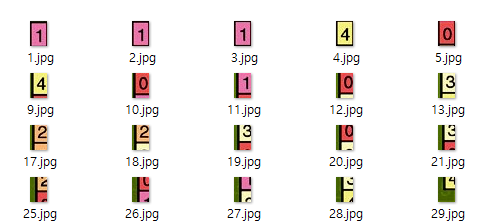 1 1 1 4 0
1.jpg 2.jpg 3.jpg 4.jpg 5.jpg
4 0 1 0 3
9.jpg 10.jpg 11.jpg 12.jpg 13.jpg
2 2 3 0 3
17.jpg 18.jpg 19.jpg 20.jpg 21.jpg
2 0 1 3 4
25.jpg 26.jpg 27.jpg 28.jpg 29.jpg